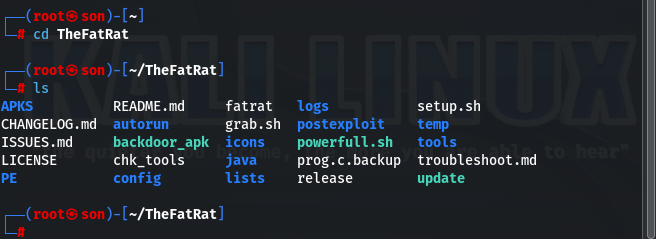 (root㉿son)-[~]
# cd TheFatRat
(root㉿son)-[~/TheFatRat]
# ls
APKS README.md fatrat logs setup.sh
CHANGELOG.md autorun grab.sh postexploit temp
ISSUES.md backdoor_apk icons powerfull.sh tools
LICENSE chk_tools java prog.c.backup troubleshoot.md
PE config lists release update
(root㉿son)-[~/TheFatRat]
#
KALI LINUX